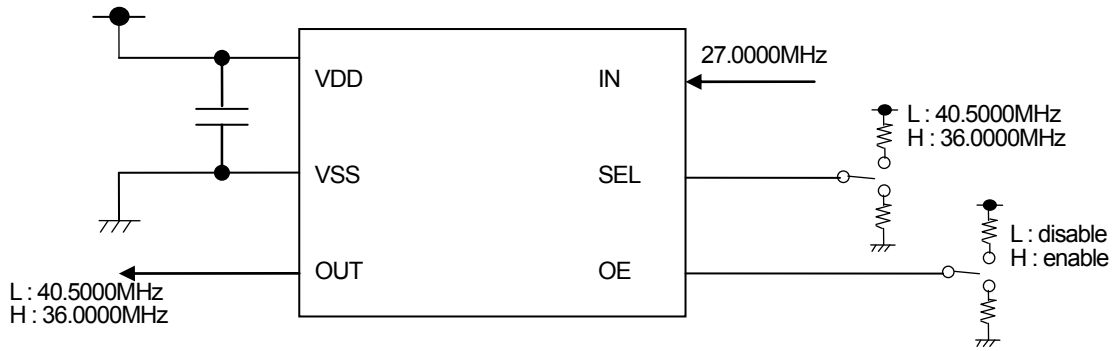 27.0000MHz
VDD
IN
L : 40.5000MHz
H : 36.0000MHz
VSS
SEL
L : disable
H : enable
OUT
OE
L : 40.5000MHz
H : 36.0000MHz